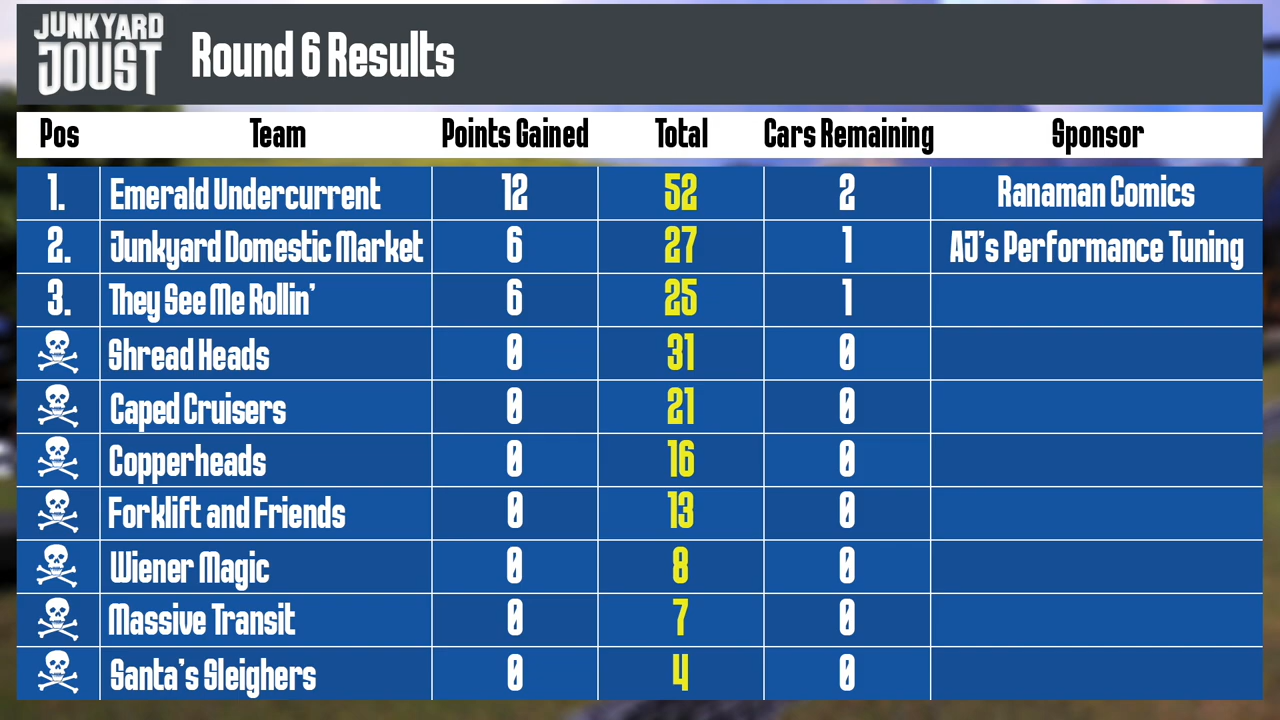 JUNKYARD
JOUST
Round 6 Results
Pos Team Points Gained Total Cars Remaining Sponsor
1. Emerald Undercurrent 12 52 2 Ranaman Comics
2. Junkyard Domestic Market 6 27 1 AJ's Performance Tuning
3. They See Me Rollin' 6 25 1
Shread Heads 0 31 0
Caped Cruisers 0 21 0
Copperheads 0 16 0
Forklift and Friends 0 13 0
Wiener Magic 0 8 0
Massive Transit 0 7 0
Santa's Sleighers 0 4 0